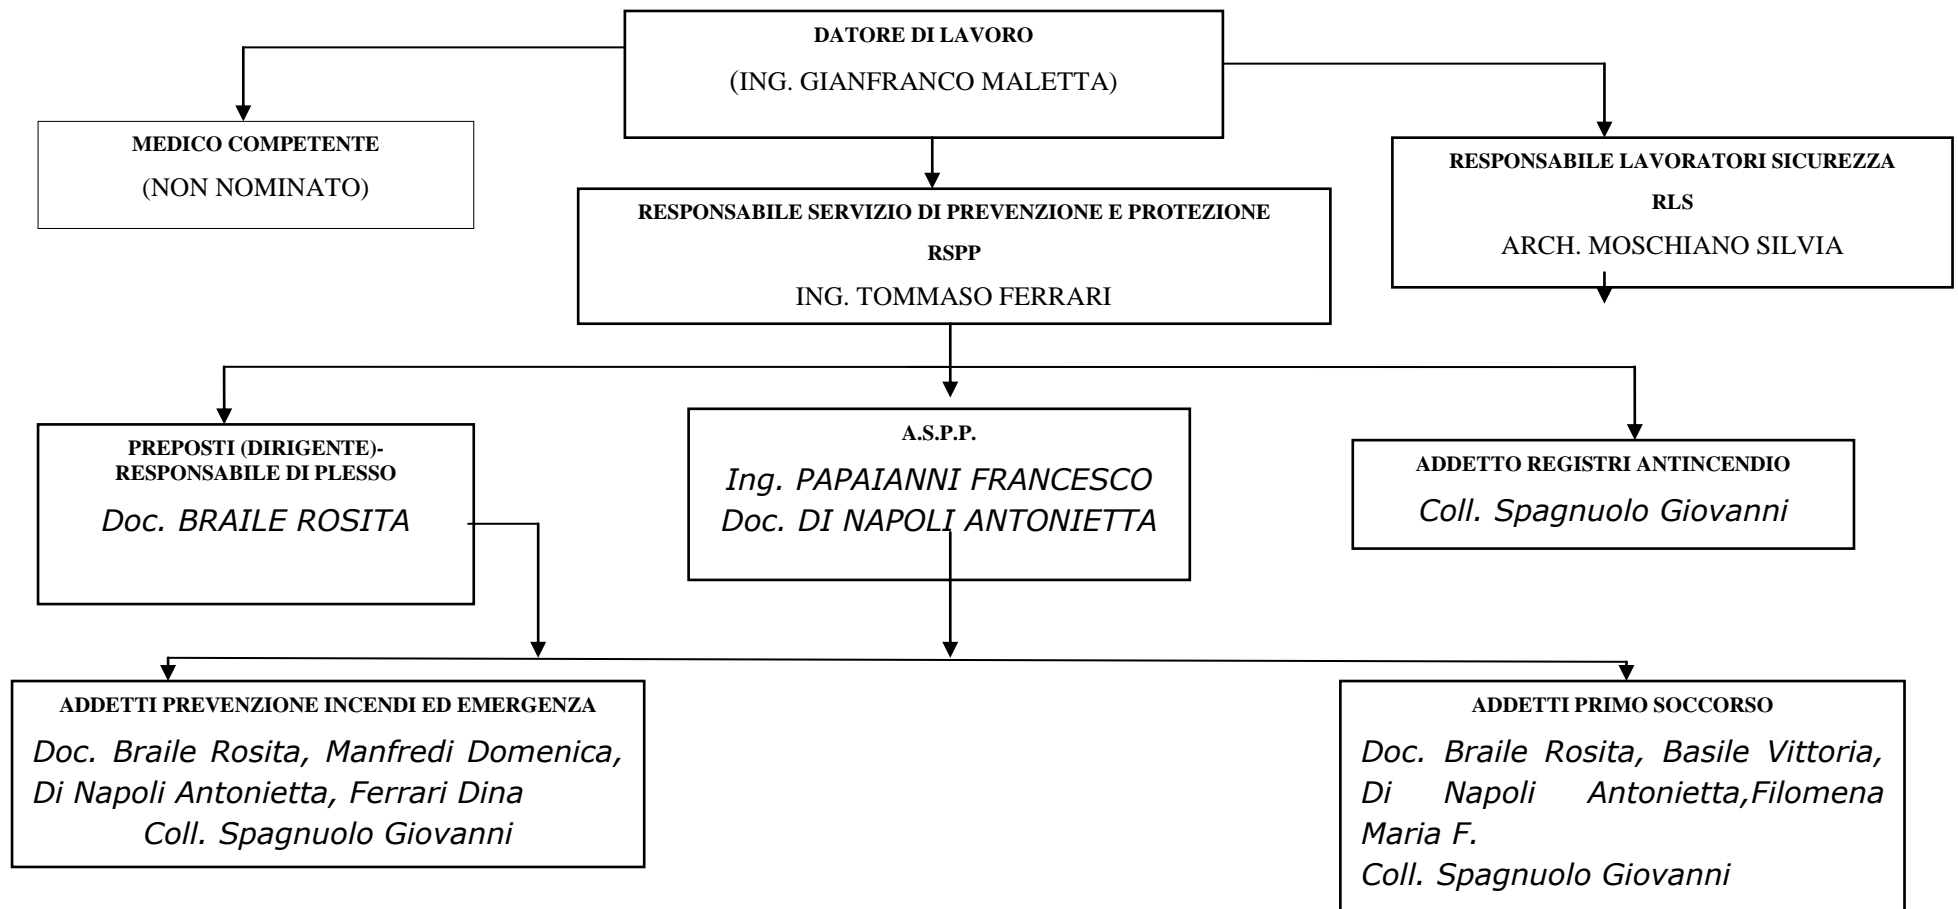 DATORE DI LAVORO
(ING. GIANFRANCO MALETTA)
MEDICO COMPETENTE
(NON NOMINATO)
RESPONSABILE LAVORATORI SICUREZZA
RLS
ARCH. MOSCHIANO SILVIA
RESPONSABILE SERVIZIO DI PREVENZIONE E PROTEZIONE
RSPP
ING. TOMMASO FERRARI
PREPOSTI (DIRIGENTE)-
RESPONSABILE DI PLESSO
Doc. BRAILE ROSITA
A.S.P.P.
Ing. PAPAIANNI FRANCESCO
Doc. DI NAPOLI ANTONIETTA
ADDETTO REGISTRI ANTINCENDIO
Coll. Spagnuolo Giovanni
ADDETTI PREVENZIONE INCENDI ED EMERGENZA
Doc. Braile Rosita, Manfredi Domenica,
Di Napoli Antonietta, Ferrari Dina
Coll. Spagnuolo Giovanni
ADDETTI PRIMO SOCCORSO
Doc. Braile Rosita, Basile Vittoria,
Di Napoli Antonietta,Filomena
Maria F.
Coll. Spagnuolo Giovanni